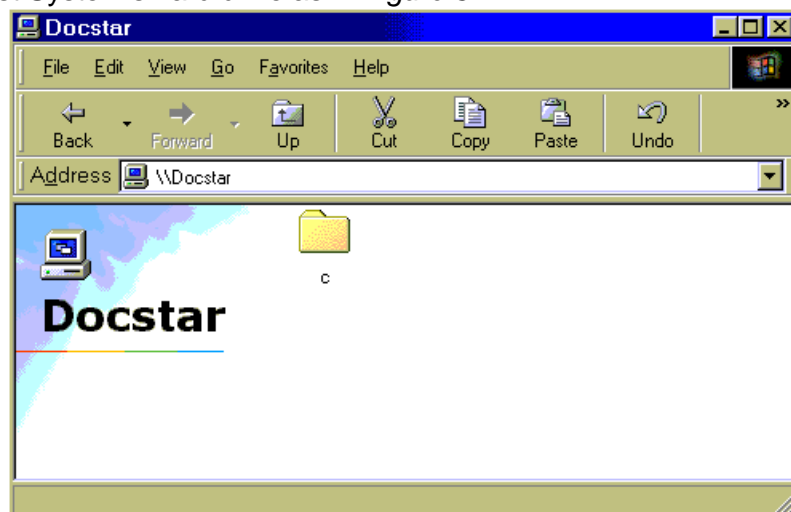 Docstar
File Edit View Go Favorites Help
Back Forward Up Cut Copy Paste Undo »
Address \\Docstar
c
Docstar